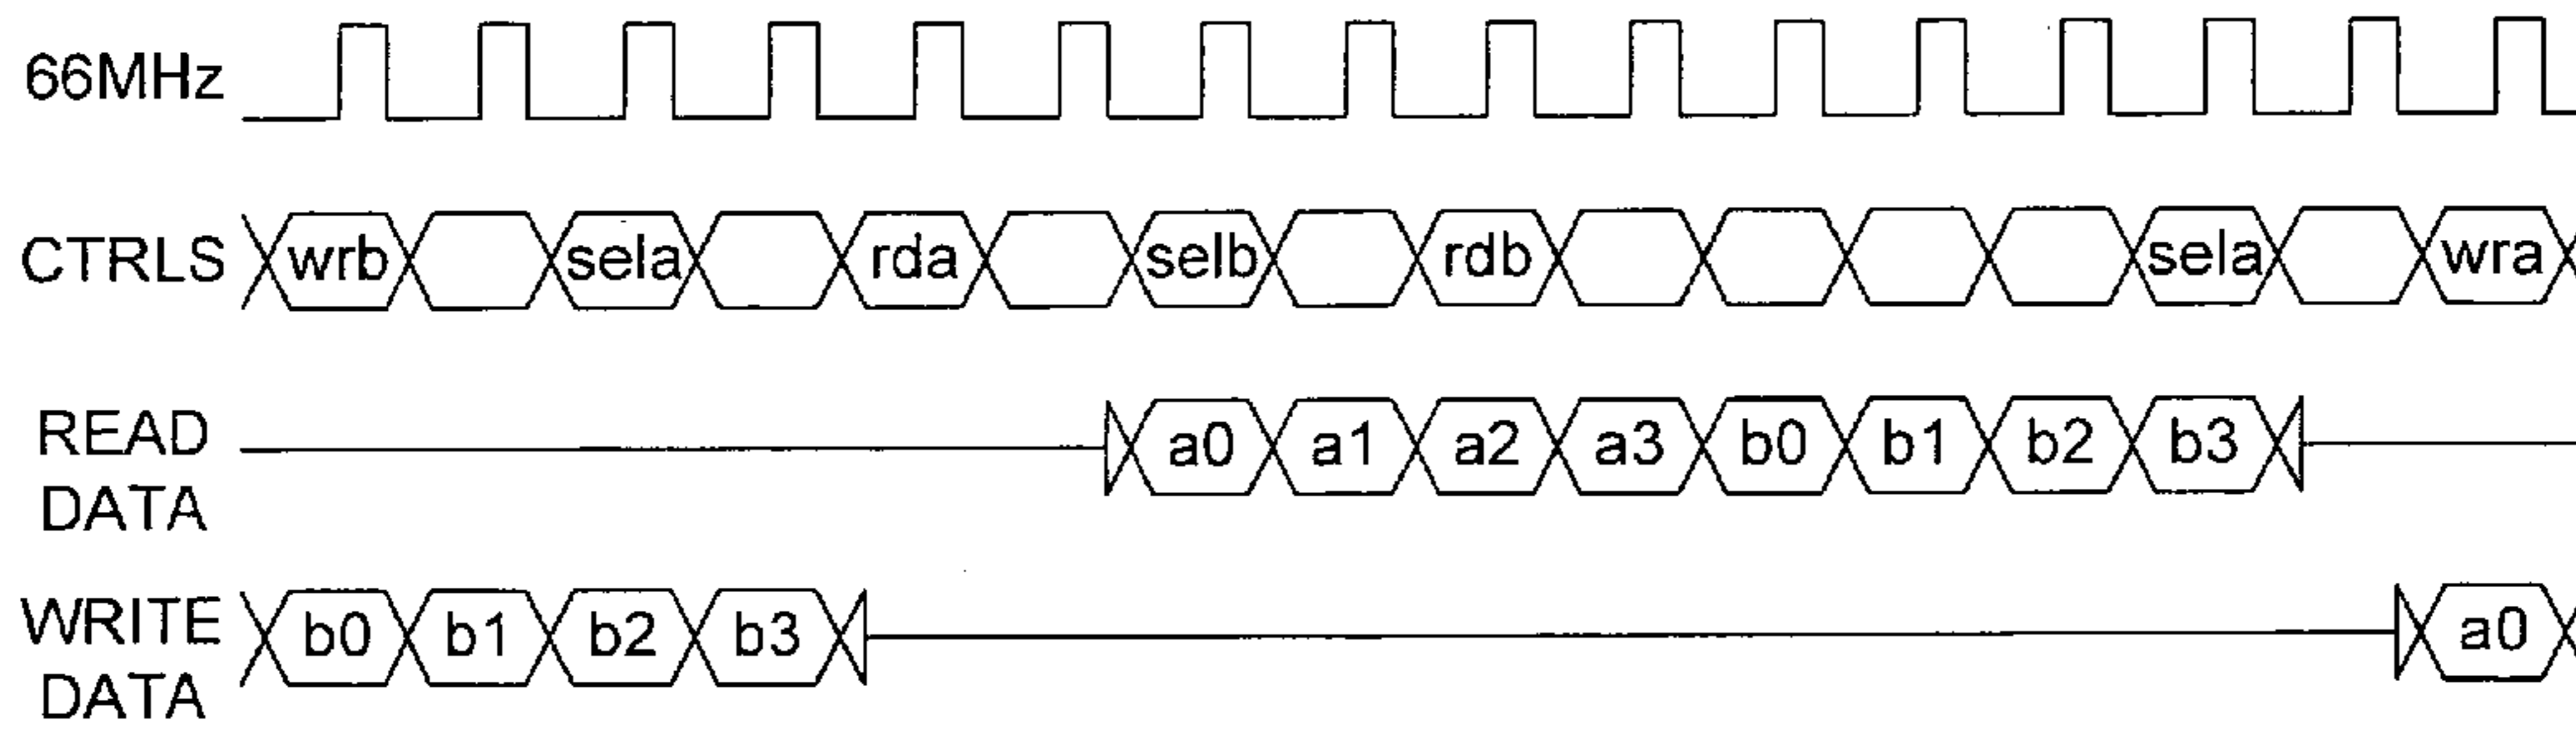 66MHz
CTRLS wrb sela rda selb rdb sela wra
READ DATA a0 a1 a2 a3 b0 b1 b2 b3
WRITE DATA b0 b1 b2 b3 a0